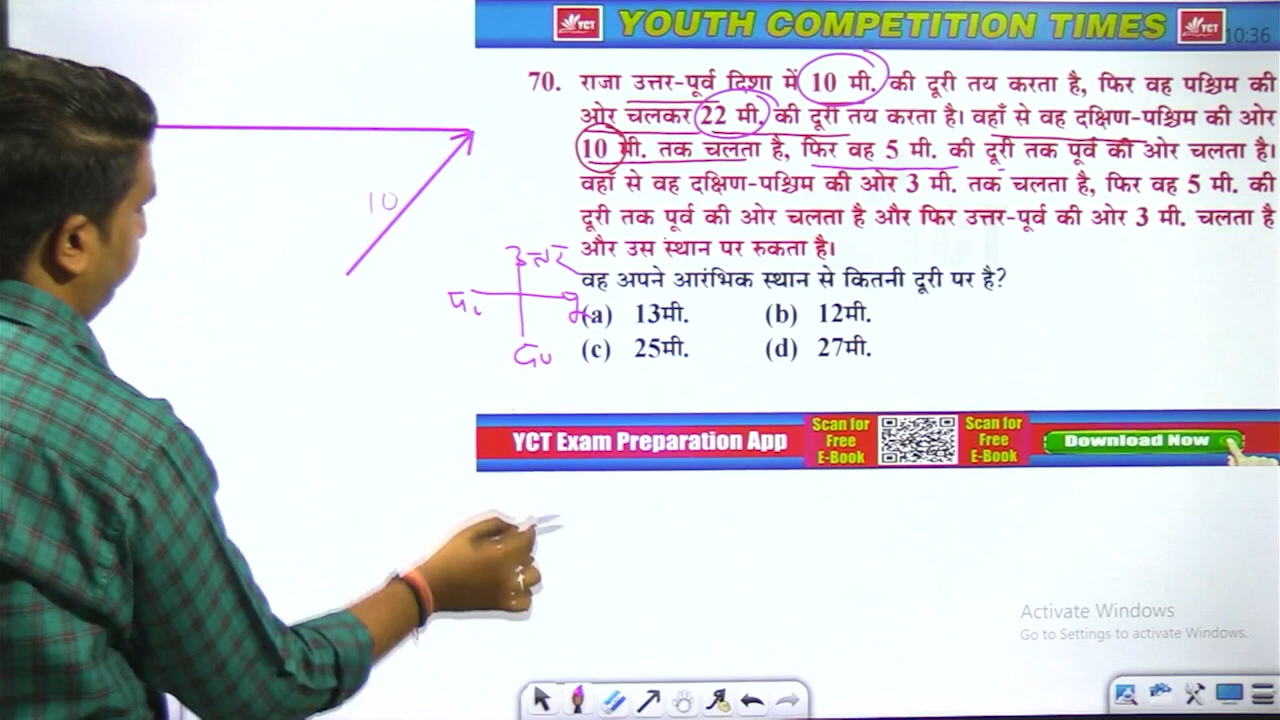 YCT YOUTH COMPETITION TIMES YCT
10:36
70. राजा उत्तर-पूर्व दिशा में 10 मी. की दूरी तय करता है, फिर वह पश्चिम की
ओर चलकर 22 मी. की दूरी तय करता है। वहाँ से वह दक्षिण-पश्चिम की ओर
10 मी. तक चलता है, फिर वह 5 मी. की दूरी तक पूर्व की ओर चलता है।
वहाँ से वह दक्षिण-पश्चिम की ओर 3 मी. तक चलता है, फिर वह 5 मी. की
दूरी तक पूर्व की ओर चलता है और फिर उत्तर-पूर्व की ओर 3 मी. चलता है
और उस स्थान पर रुकता है।
वह अपने आरंभिक स्थान से कितनी दूरी पर है?
(a) 13मी. (b) 12मी.
(c) 25मी. (d) 27मी.
10
उत्तर
YCT Exam Preparation App Scan for Free E-Book Scan for Free E-Book Download Now
Activate Windows
Go to Settings to activate Windows.